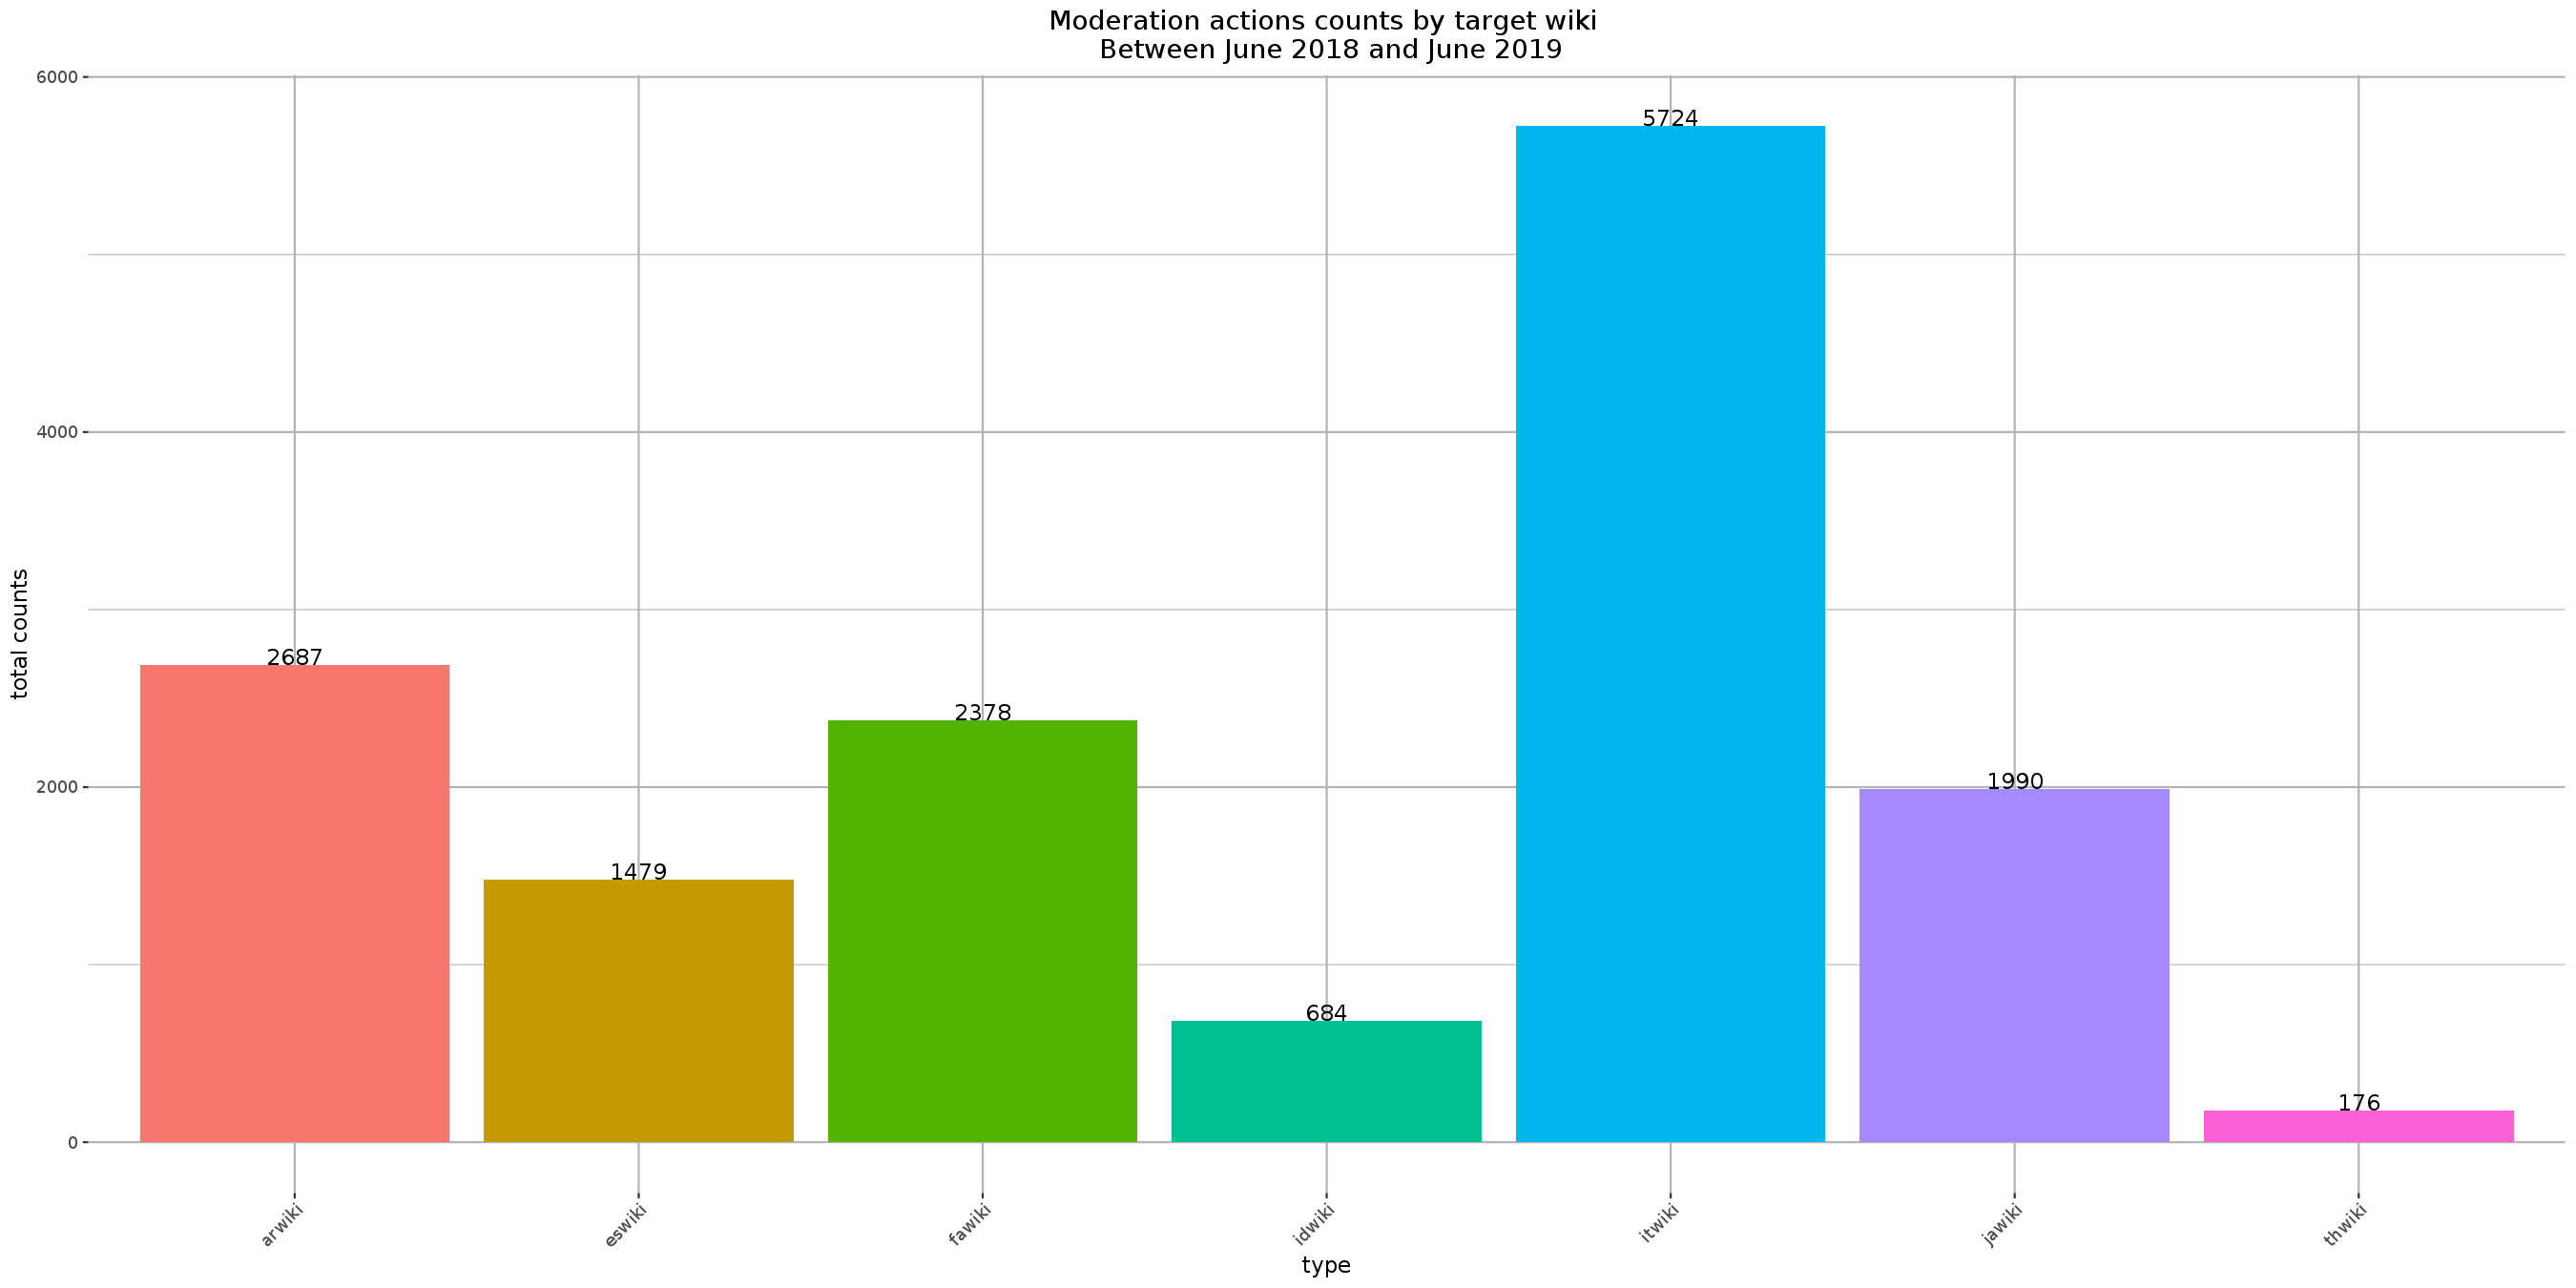 Moderation actions counts by target wiki
Between June 2018 and June 2019
6000
4000
2000
0
total counts
2687
1479
2378
684
5724
1990
176
arwiki
eswiki
fawiki
idwiki
itwiki
jawiki
thwiki
type